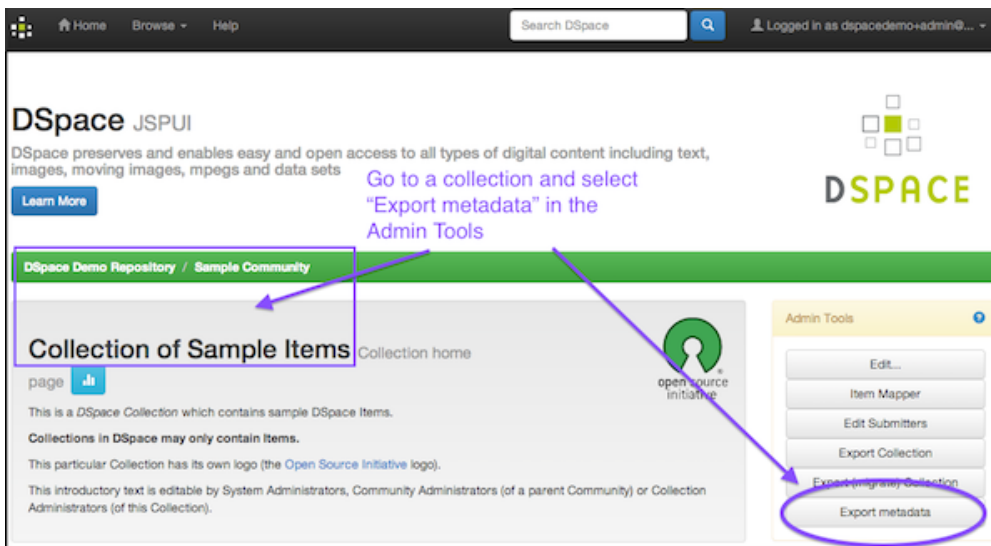 Home Browse Help Search DSpace Logged in as dspacedemo+admin@...
DSpace JSPUI
DSpace preserves and enables easy and open access to all types of digital content including text,
images, moving images, mpegs and data sets
Learn More
Go to a collection and select
“Export metadata” in the
Admin Tools
DSPACE
DSpace Demo Repository / Sample Community
Collection of Sample Items Collection home
page
open source
initiative
This is a DSpace Collection which contains sample DSpace Items.
Collections in DSpace may only contain Items.
This particular Collection has its own logo (the Open Source Initiative logo).
This introductory text is editable by System Administrators, Community Administrators (of a parent Community) or Collection
Administrators (of this Collection).
Admin Tools
Edit...
Item Mapper
Edit Submitters
Export Collection
Export (migrate) Collection
Export metadata